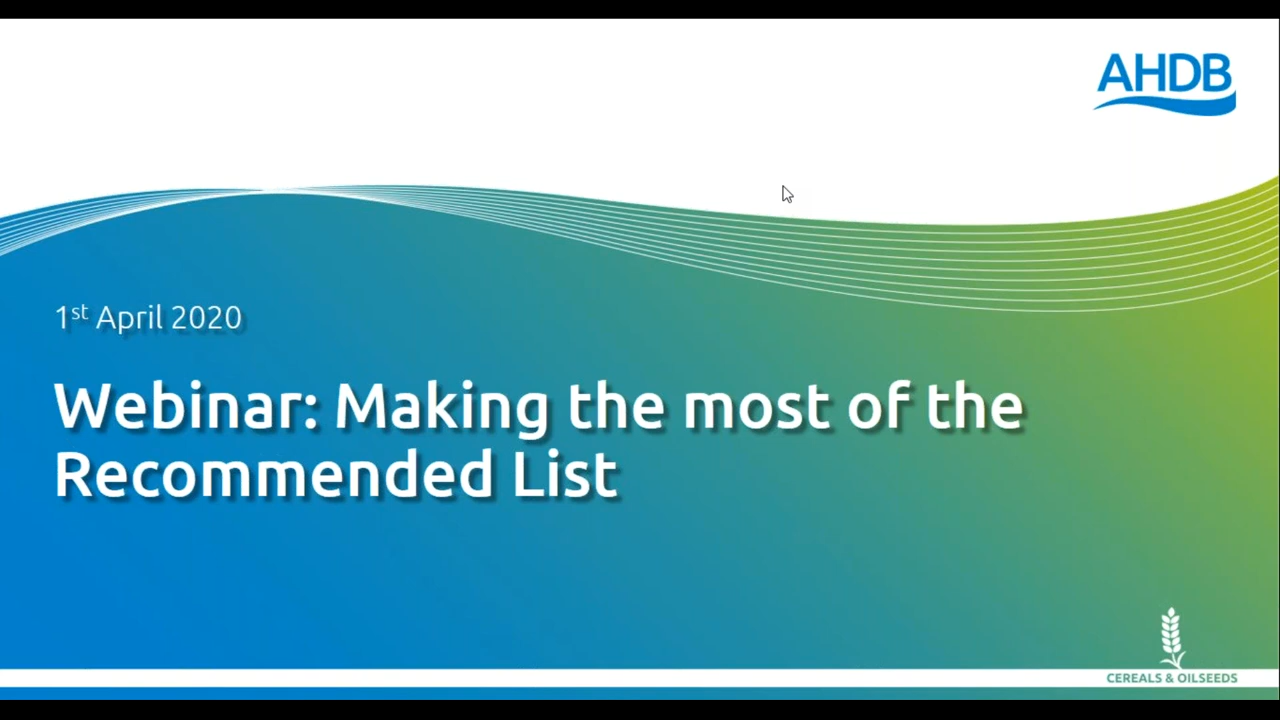 AHDB
1st April 2020
Webinar: Making the most of the
Recommended List
CEREALS & OILSEEDS